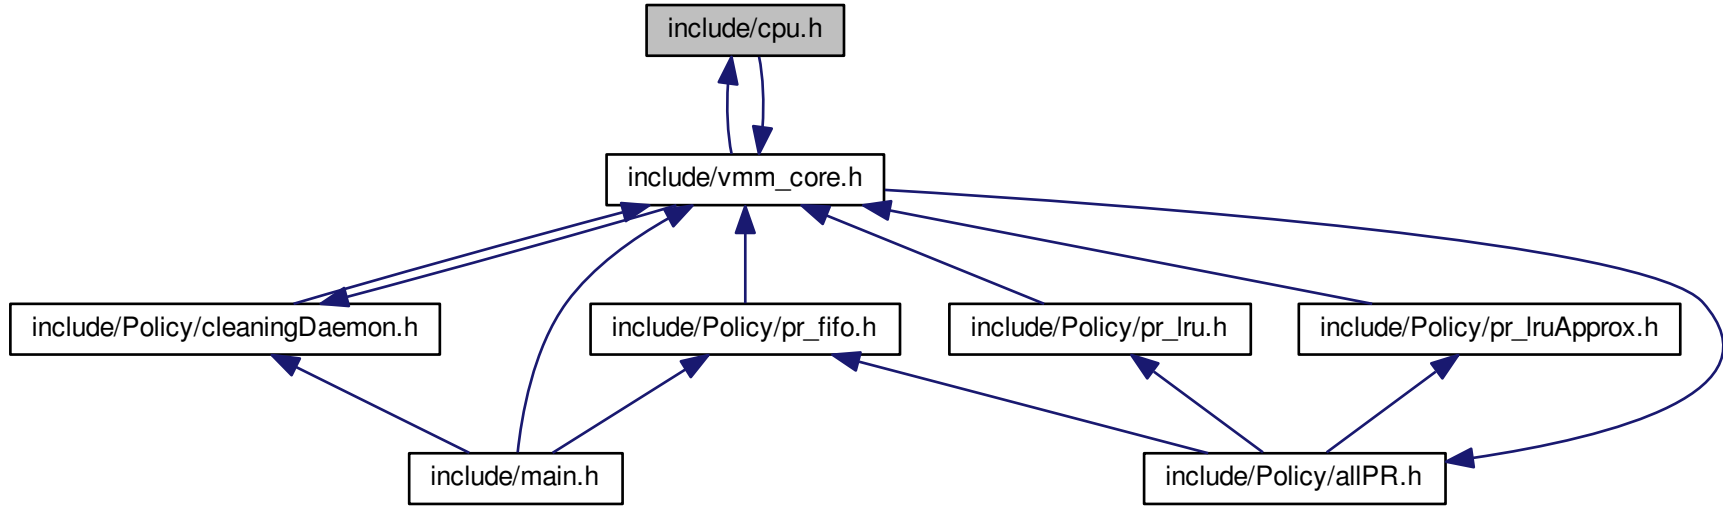 include/cpu.h
include/vmm_core.h
include/Policy/cleaningDaemon.h
include/Policy/pr_fifo.h
include/Policy/pr_lru.h
include/Policy/pr_lruApprox.h
include/main.h
include/Policy/allPR.h